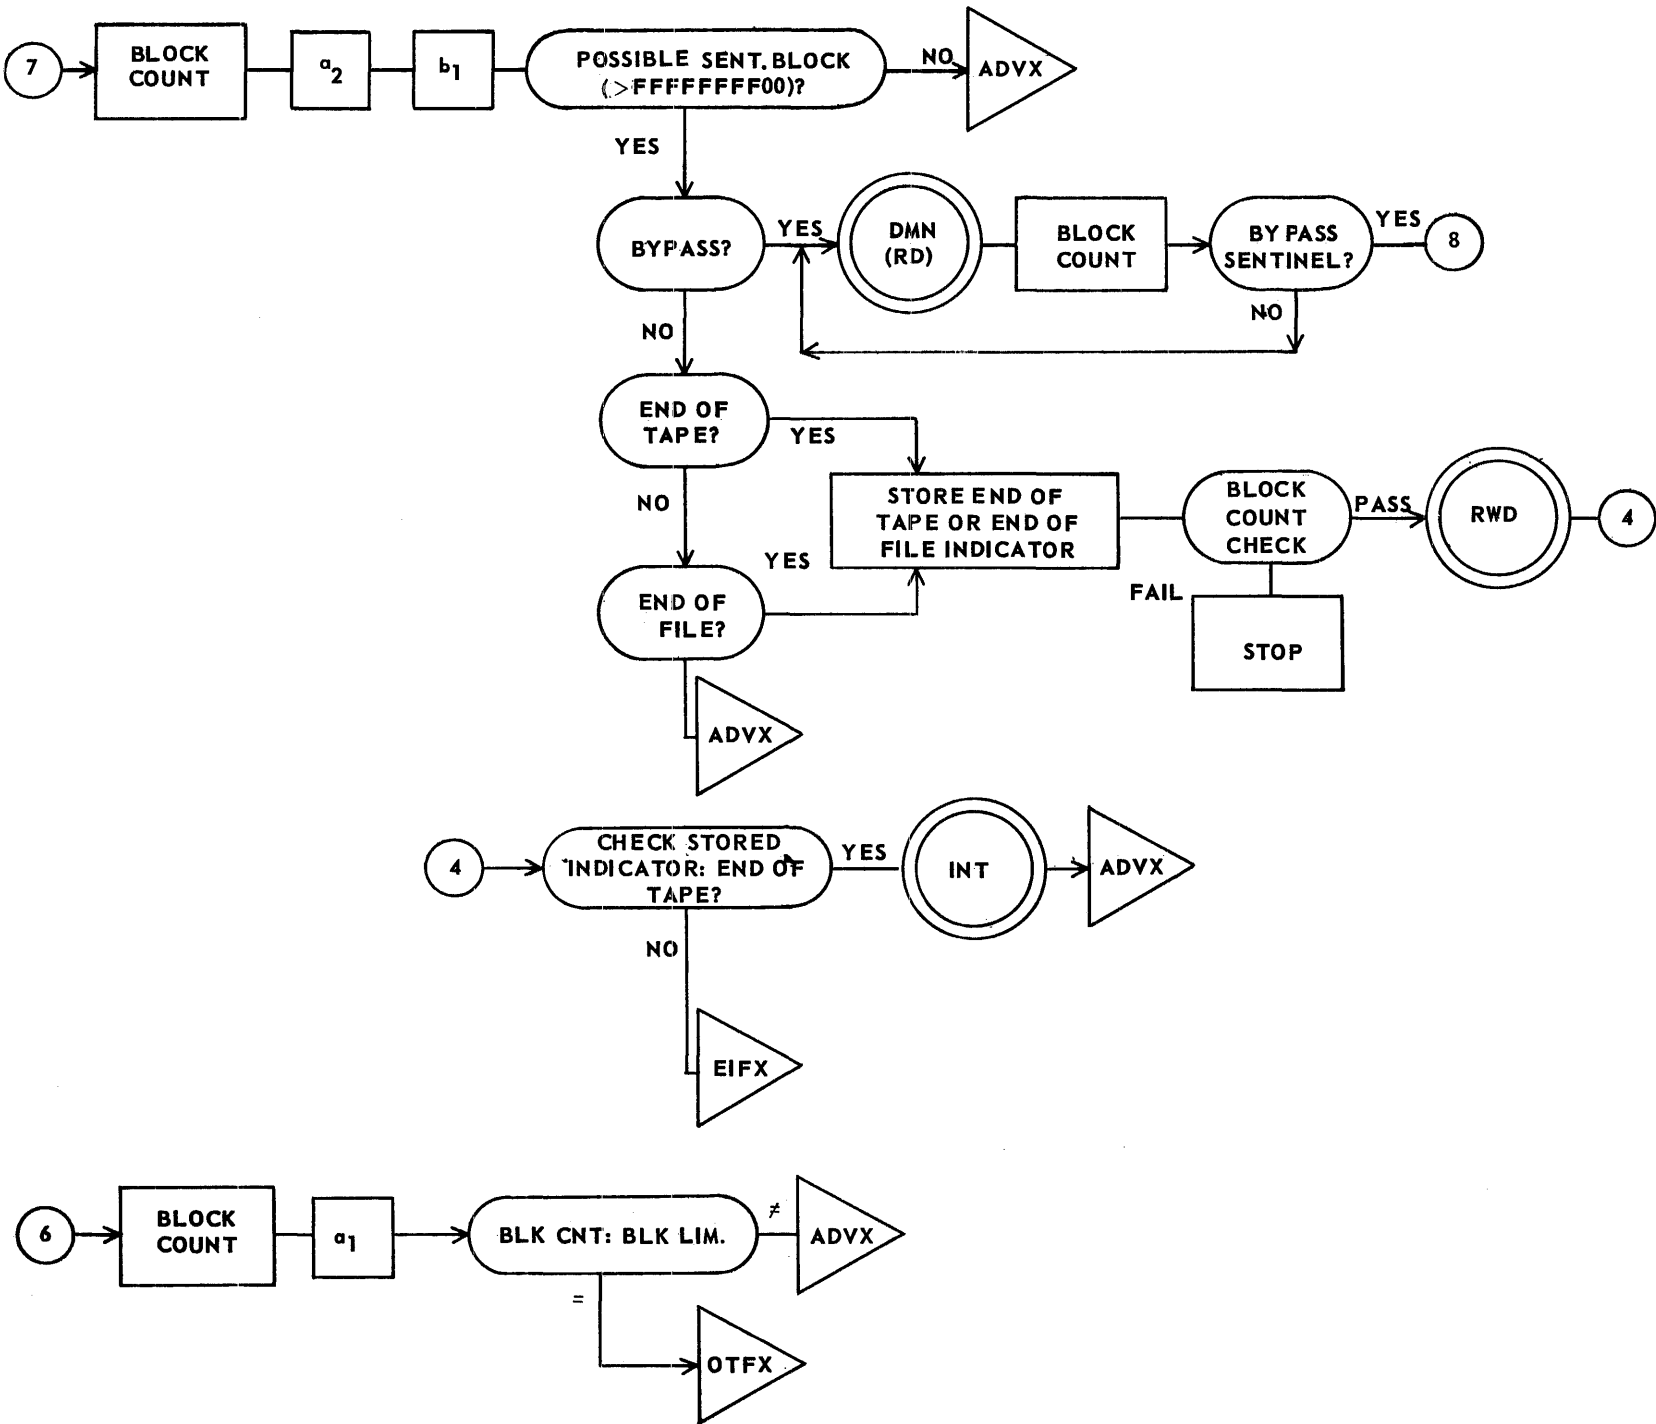 7
BLOCK
COUNT
a2
b1
POSSIBLE SENT. BLOCK
(>FFFFFFFFF00)?
NO
ADVX
YES
BYPASS?
YES
DMN
(RD)
BLOCK
COUNT
BY PASS
SENTINEL?
YES
8
NO
NO
END OF
TAPE?
YES
NO
STORE END OF
TAPE OR END OF
FILE INDICATOR
BLOCK
COUNT
CHECK
PASS
RWD
4
YES
END OF
FILE?
FAIL
STOP
ADVX
4
CHECK STORED
INDICATOR: END OF
TAPE?
YES
INT
ADVX
NO
EIFX
6
BLOCK
COUNT
a1
BLK CNT: BLK LIM.
≠
ADVX
=
OTFX